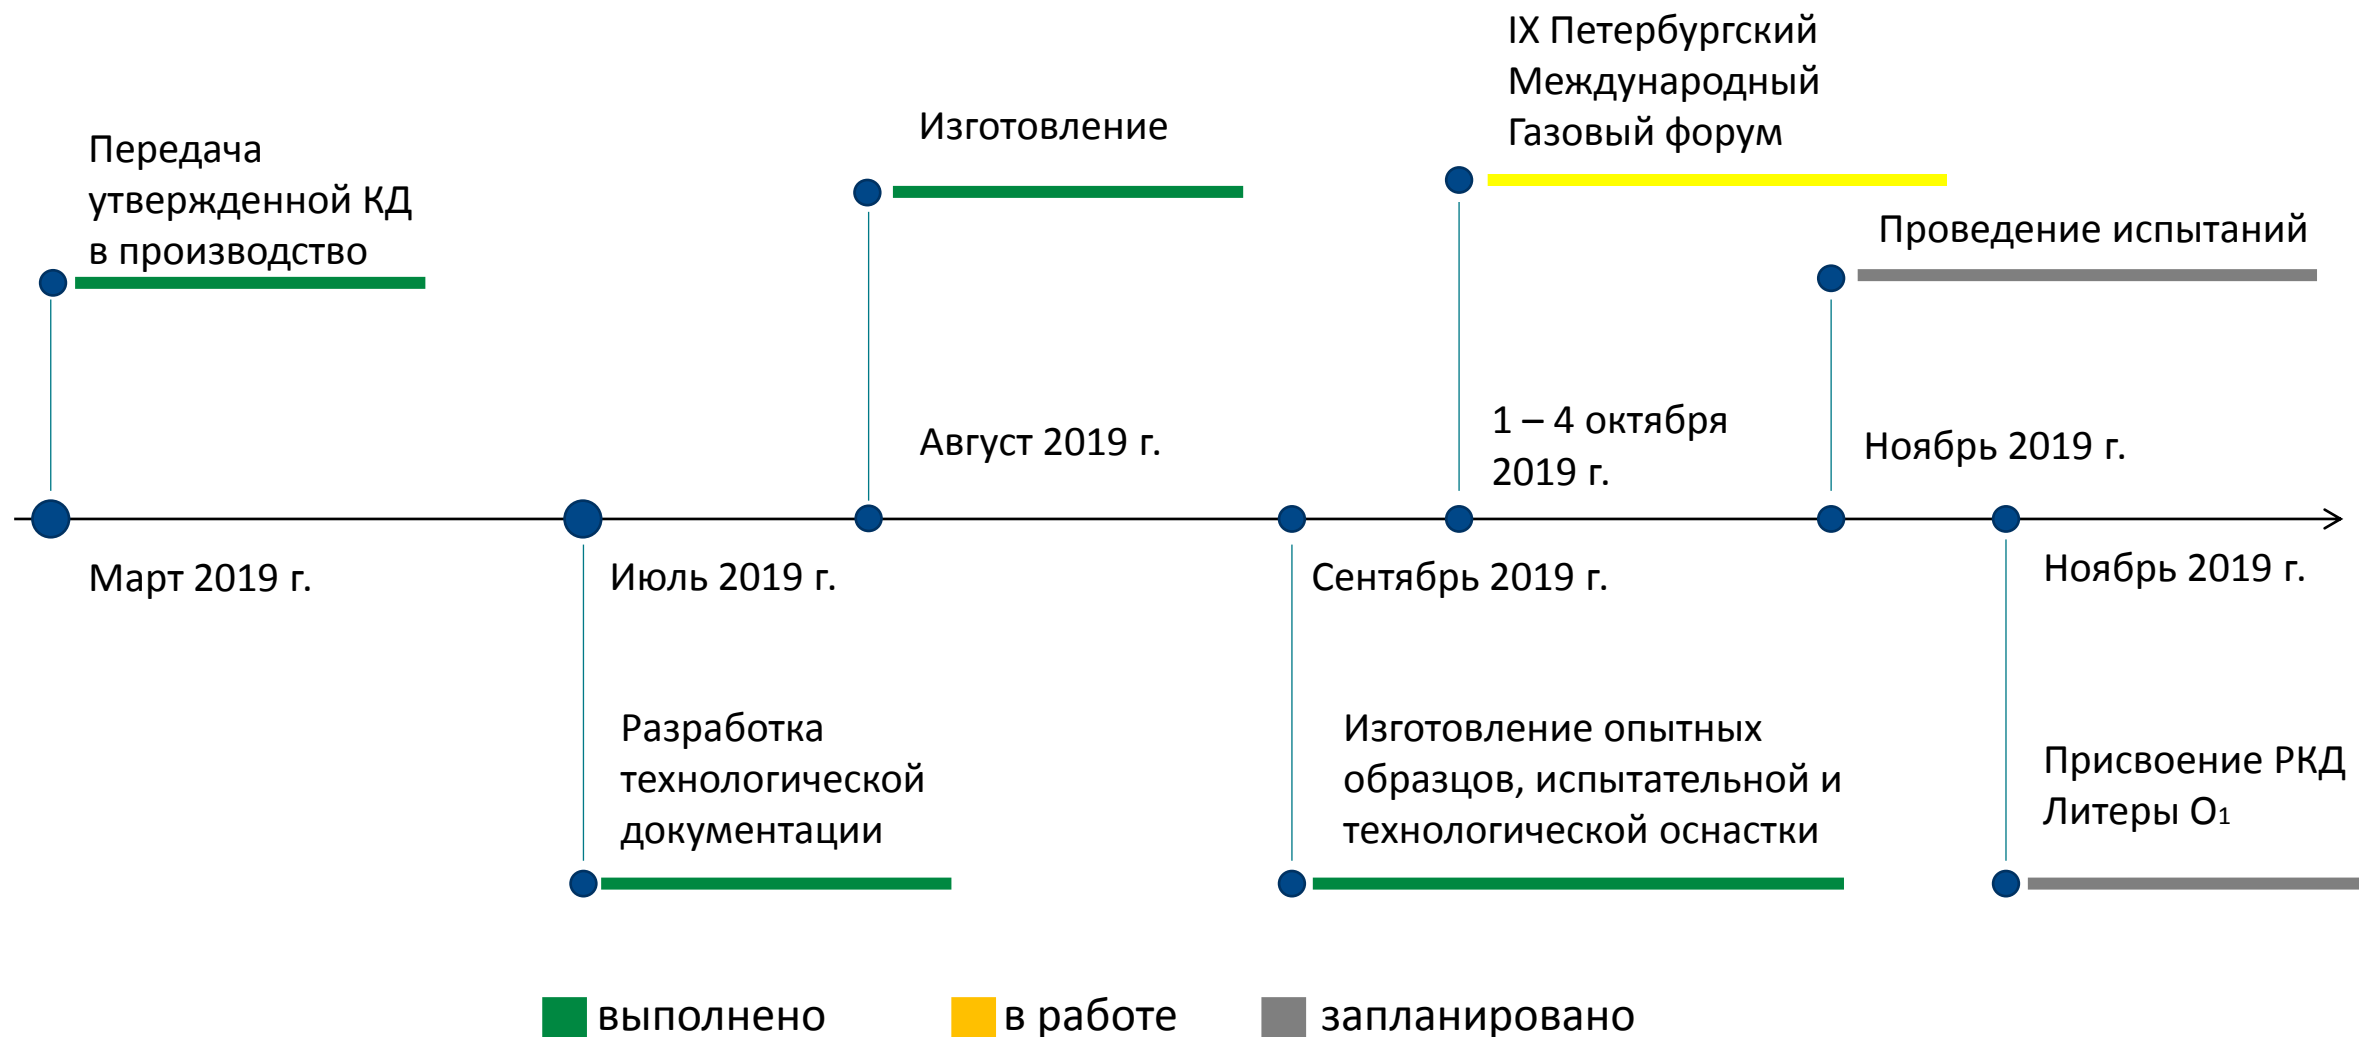 IX Петербургский
Международный
Газовый форум
Изготовление
Передача
утвержденной КД
в производство
Проведение испытаний
1 – 4 октября
2019 г.
Август 2019 г.
Ноябрь 2019 г.
Март 2019 г.
Июль 2019 г.
Сентябрь 2019 г.
Ноябрь 2019 г.
Разработка
технологической
документации
Изготовление опытных
образцов, испытательной и
технологической оснастки
Присвоение РКД
Литеры О1
выполнено
в работе
запланировано